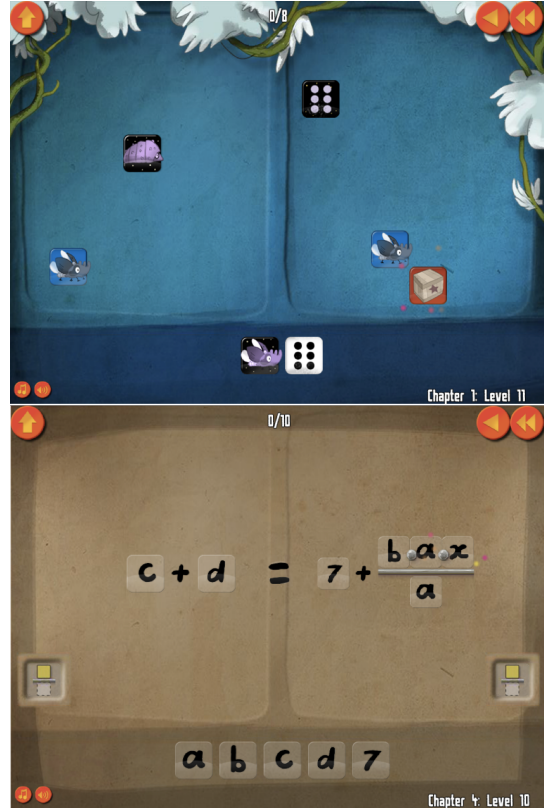 0/8
Chapter 1: Level 11
0/10
b·a·x
c + d = 7 +
a
a b c d 7
Chapter 4: Level 10